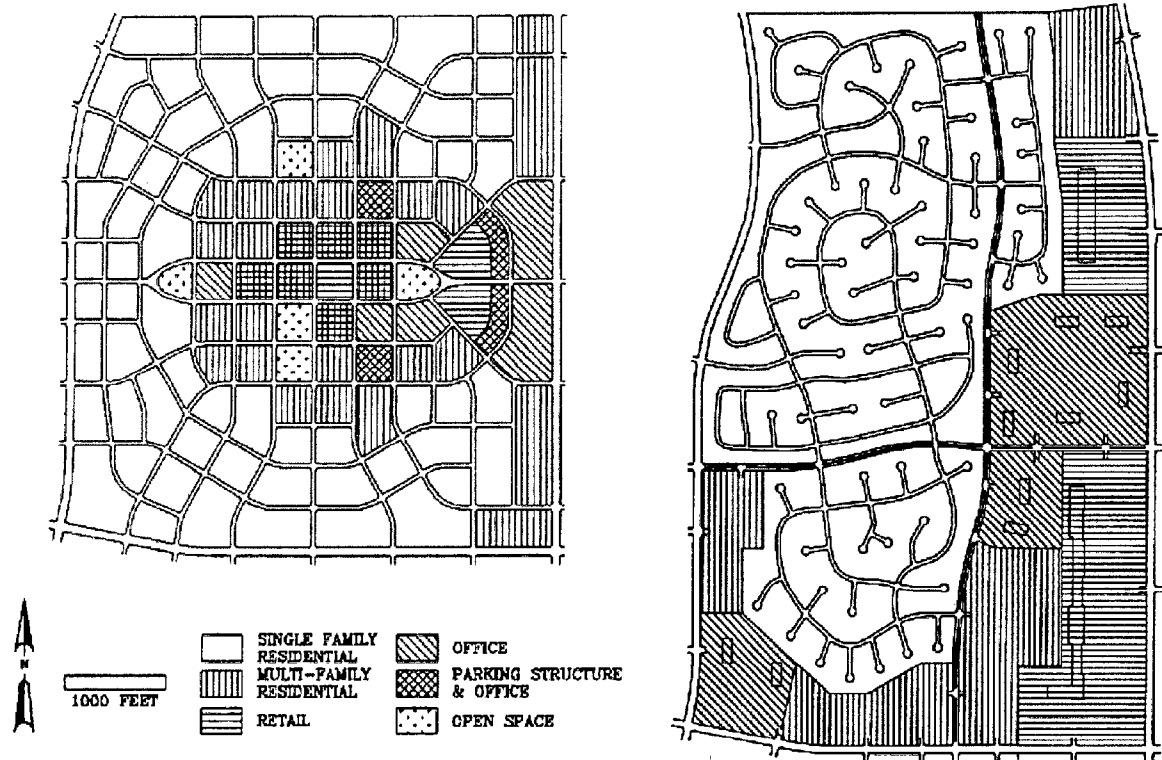 N
1000 FEET
SINGLE FAMILY
RESIDENTIAL
MULTI-FAMILY
RESIDENTIAL
RETAIL
OFFICE
PARKING STRUCTURE
& OFFICE
OPEN SPACE